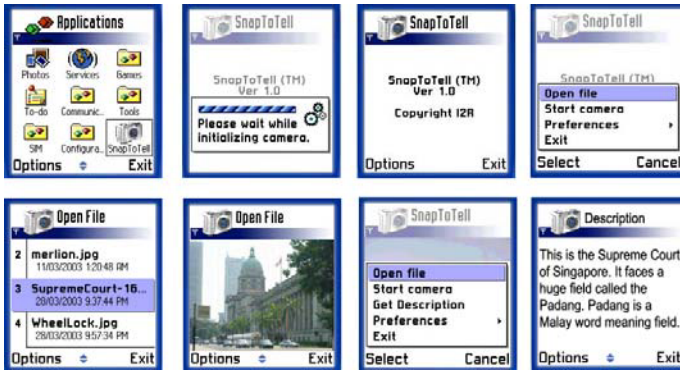 Applications
Photos Services Games
To-do Communic.. Tools
SIM Configura.. SnapToTell
Options Exit
SnapToTell
SnapToTell (TM)
Ver 1.0
Please wait while
initializing camera.
SnapToTell
SnapToTell (TM)
Ver 1.0
Copyright I2R
Options Exit
SnapToTell
SnapToTell (TM)
Open file
Start camera
Preferences
Exit
Select Cancel
Open File
2 merlion.jpg
11/03/2003 1:20:48 PM
3 SupremeCourt-16...
28/03/2003 9:37:44 PM
4 WheelLock.jpg
28/03/2003 9:57:34 PM
Options Exit
Open File
Options Exit
SnapToTell
Open file
Start camera
Get Description
Preferences
Exit
Select Cancel
Description
This is the Supreme Court
of Singapore. It faces a
huge field called the
Padang. Padang is a
Malay word meaning field.
Options Exit